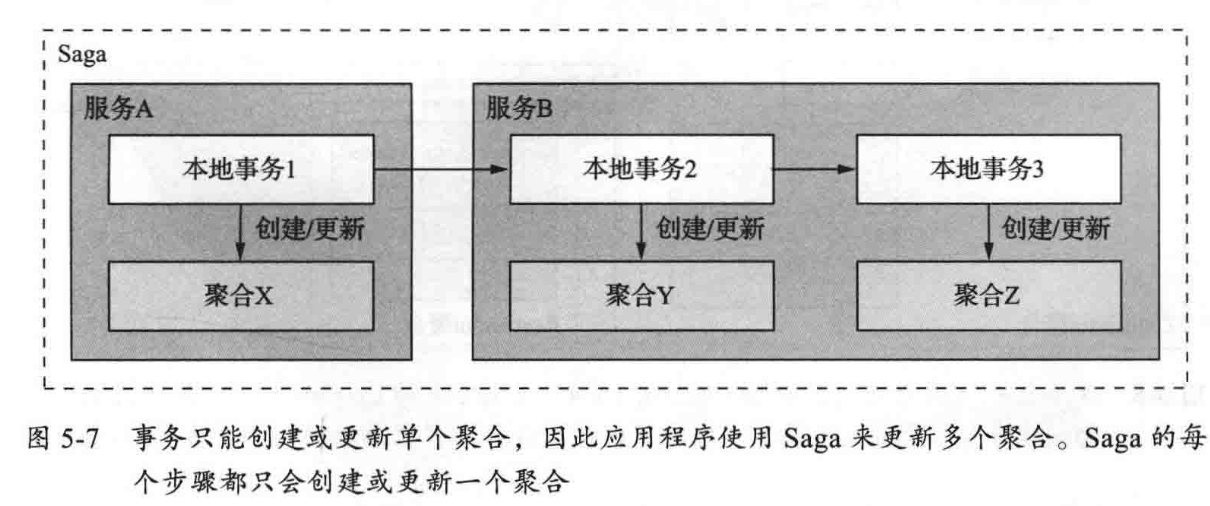 Saga
服务A
服务B
本地事务1
本地事务2
本地事务3
创建/更新
创建/更新
创建/更新
聚合X
聚合Y
聚合Z
图 5-7 事务只能创建或更新单个聚合，因此应用程序使用 Saga 来更新多个聚合。Saga 的每
个步骤都只会创建或更新一个聚合